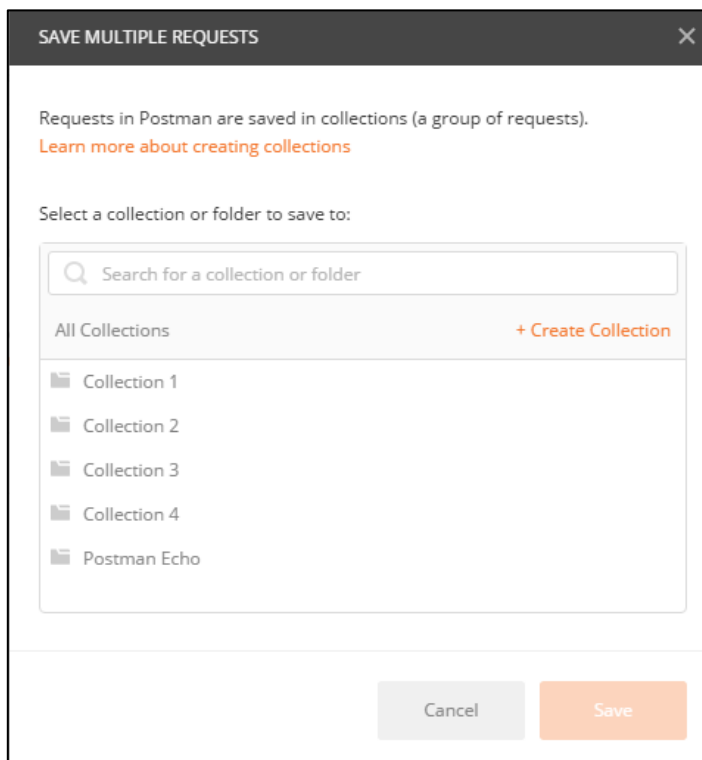 SAVE MULTIPLE REQUESTS
Requests in Postman are saved in collections (a group of requests).
Learn more about creating collections
Select a collection or folder to save to:
Search for a collection or folder
All Collections + Create Collection
Collection 1
Collection 2
Collection 3
Collection 4
Postman Echo
Cancel Save